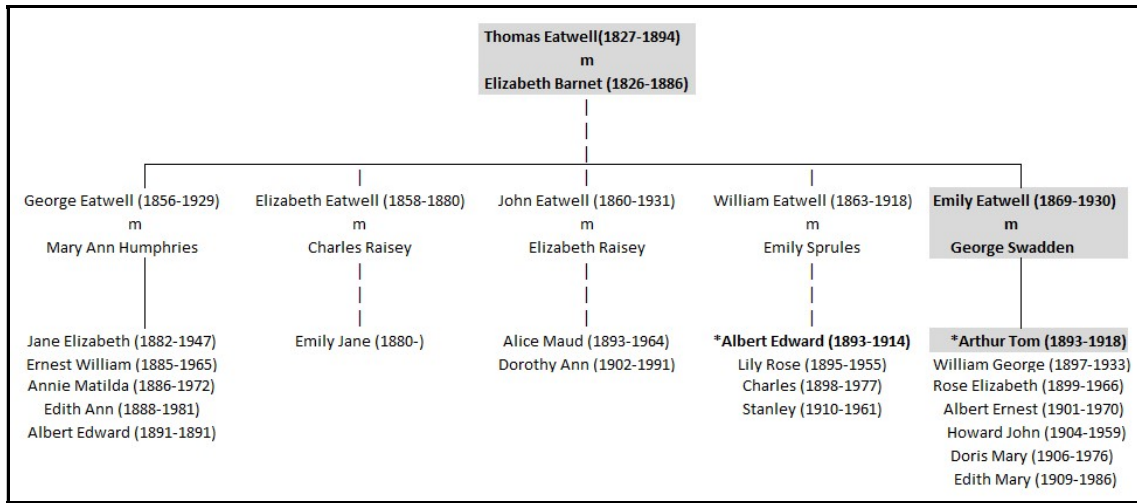 Thomas Eatwell(1827-1894)
m
Elizabeth Barnet (1826-1886)
George Eatwell (1856-1929)
m
Mary Ann Humphries
Elizabeth Eatwell (1858-1880)
m
Charles Raisey
John Eatwell (1860-1931)
m
Elizabeth Raisey
William Eatwell (1863-1918)
m
Emily Sprules
Emily Eatwell (1869-1930)
m
George Swadden
Jane Elizabeth (1882-1947)
Ernest William (1885-1965)
Annie Matilda (1886-1972)
Edith Ann (1888-1981)
Albert Edward (1891-1891)
Emily Jane (1880-)
Alice Maud (1893-1964)
Dorothy Ann (1902-1991)
*Albert Edward (1893-1914)
Lily Rose (1895-1955)
Charles (1898-1977)
Stanley (1910-1961)
*Arthur Tom (1893-1918)
William George (1897-1933)
Rose Elizabeth (1899-1966)
Albert Ernest (1901-1970)
Howard John (1904-1959)
Doris Mary (1906-1976)
Edith Mary (1909-1986)